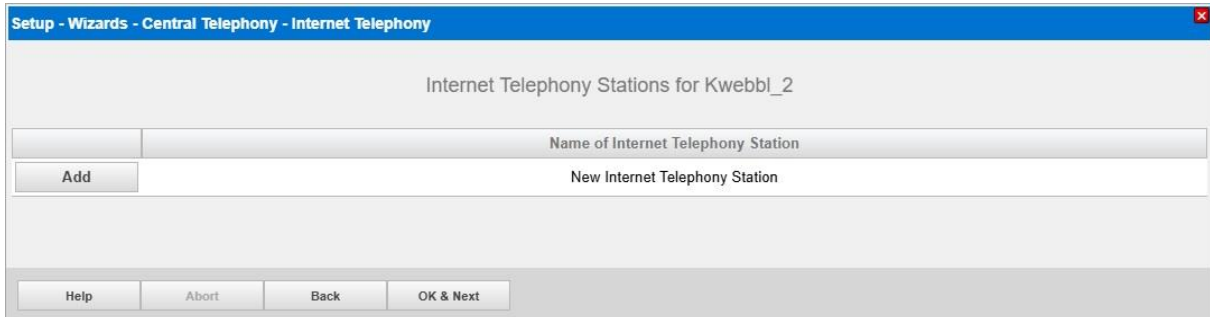 Setup - Wizards - Central Telephony - Internet Telephony
Internet Telephony Stations for Kwebbl_2
Name of Internet Telephony Station
Add New Internet Telephony Station
Help Abort Back OK & Next